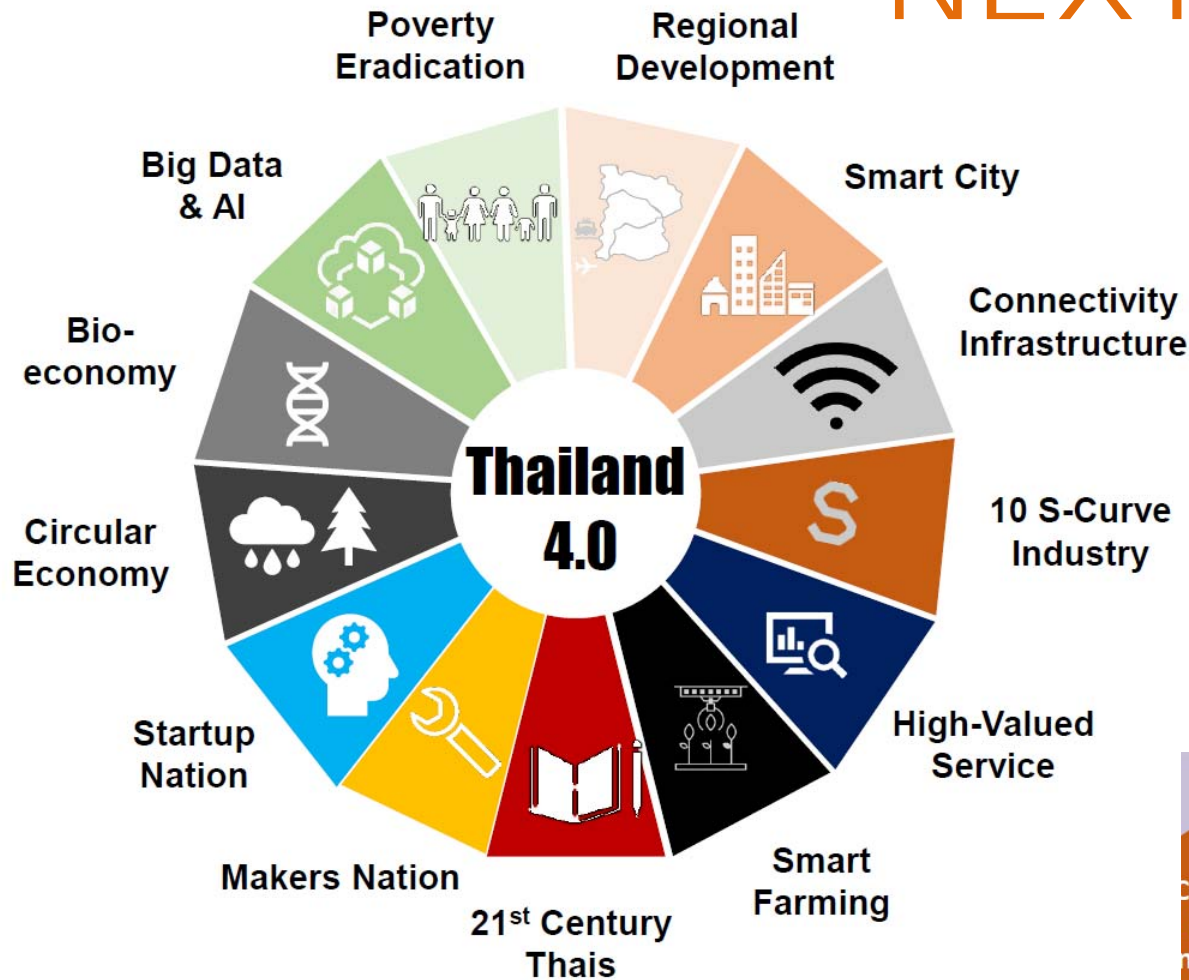 NEXT
Poverty
Eradication
Regional
Development
Big Data
& AI
Smart City
Connectivity
Infrastructure
Bio-
economy
Thailand
4.0
S
10 S-Curve
Industry
Circular
Economy
Startup
Nation
High-Valued
Service
Makers Nation
21st Century
Thais
Smart
Farming